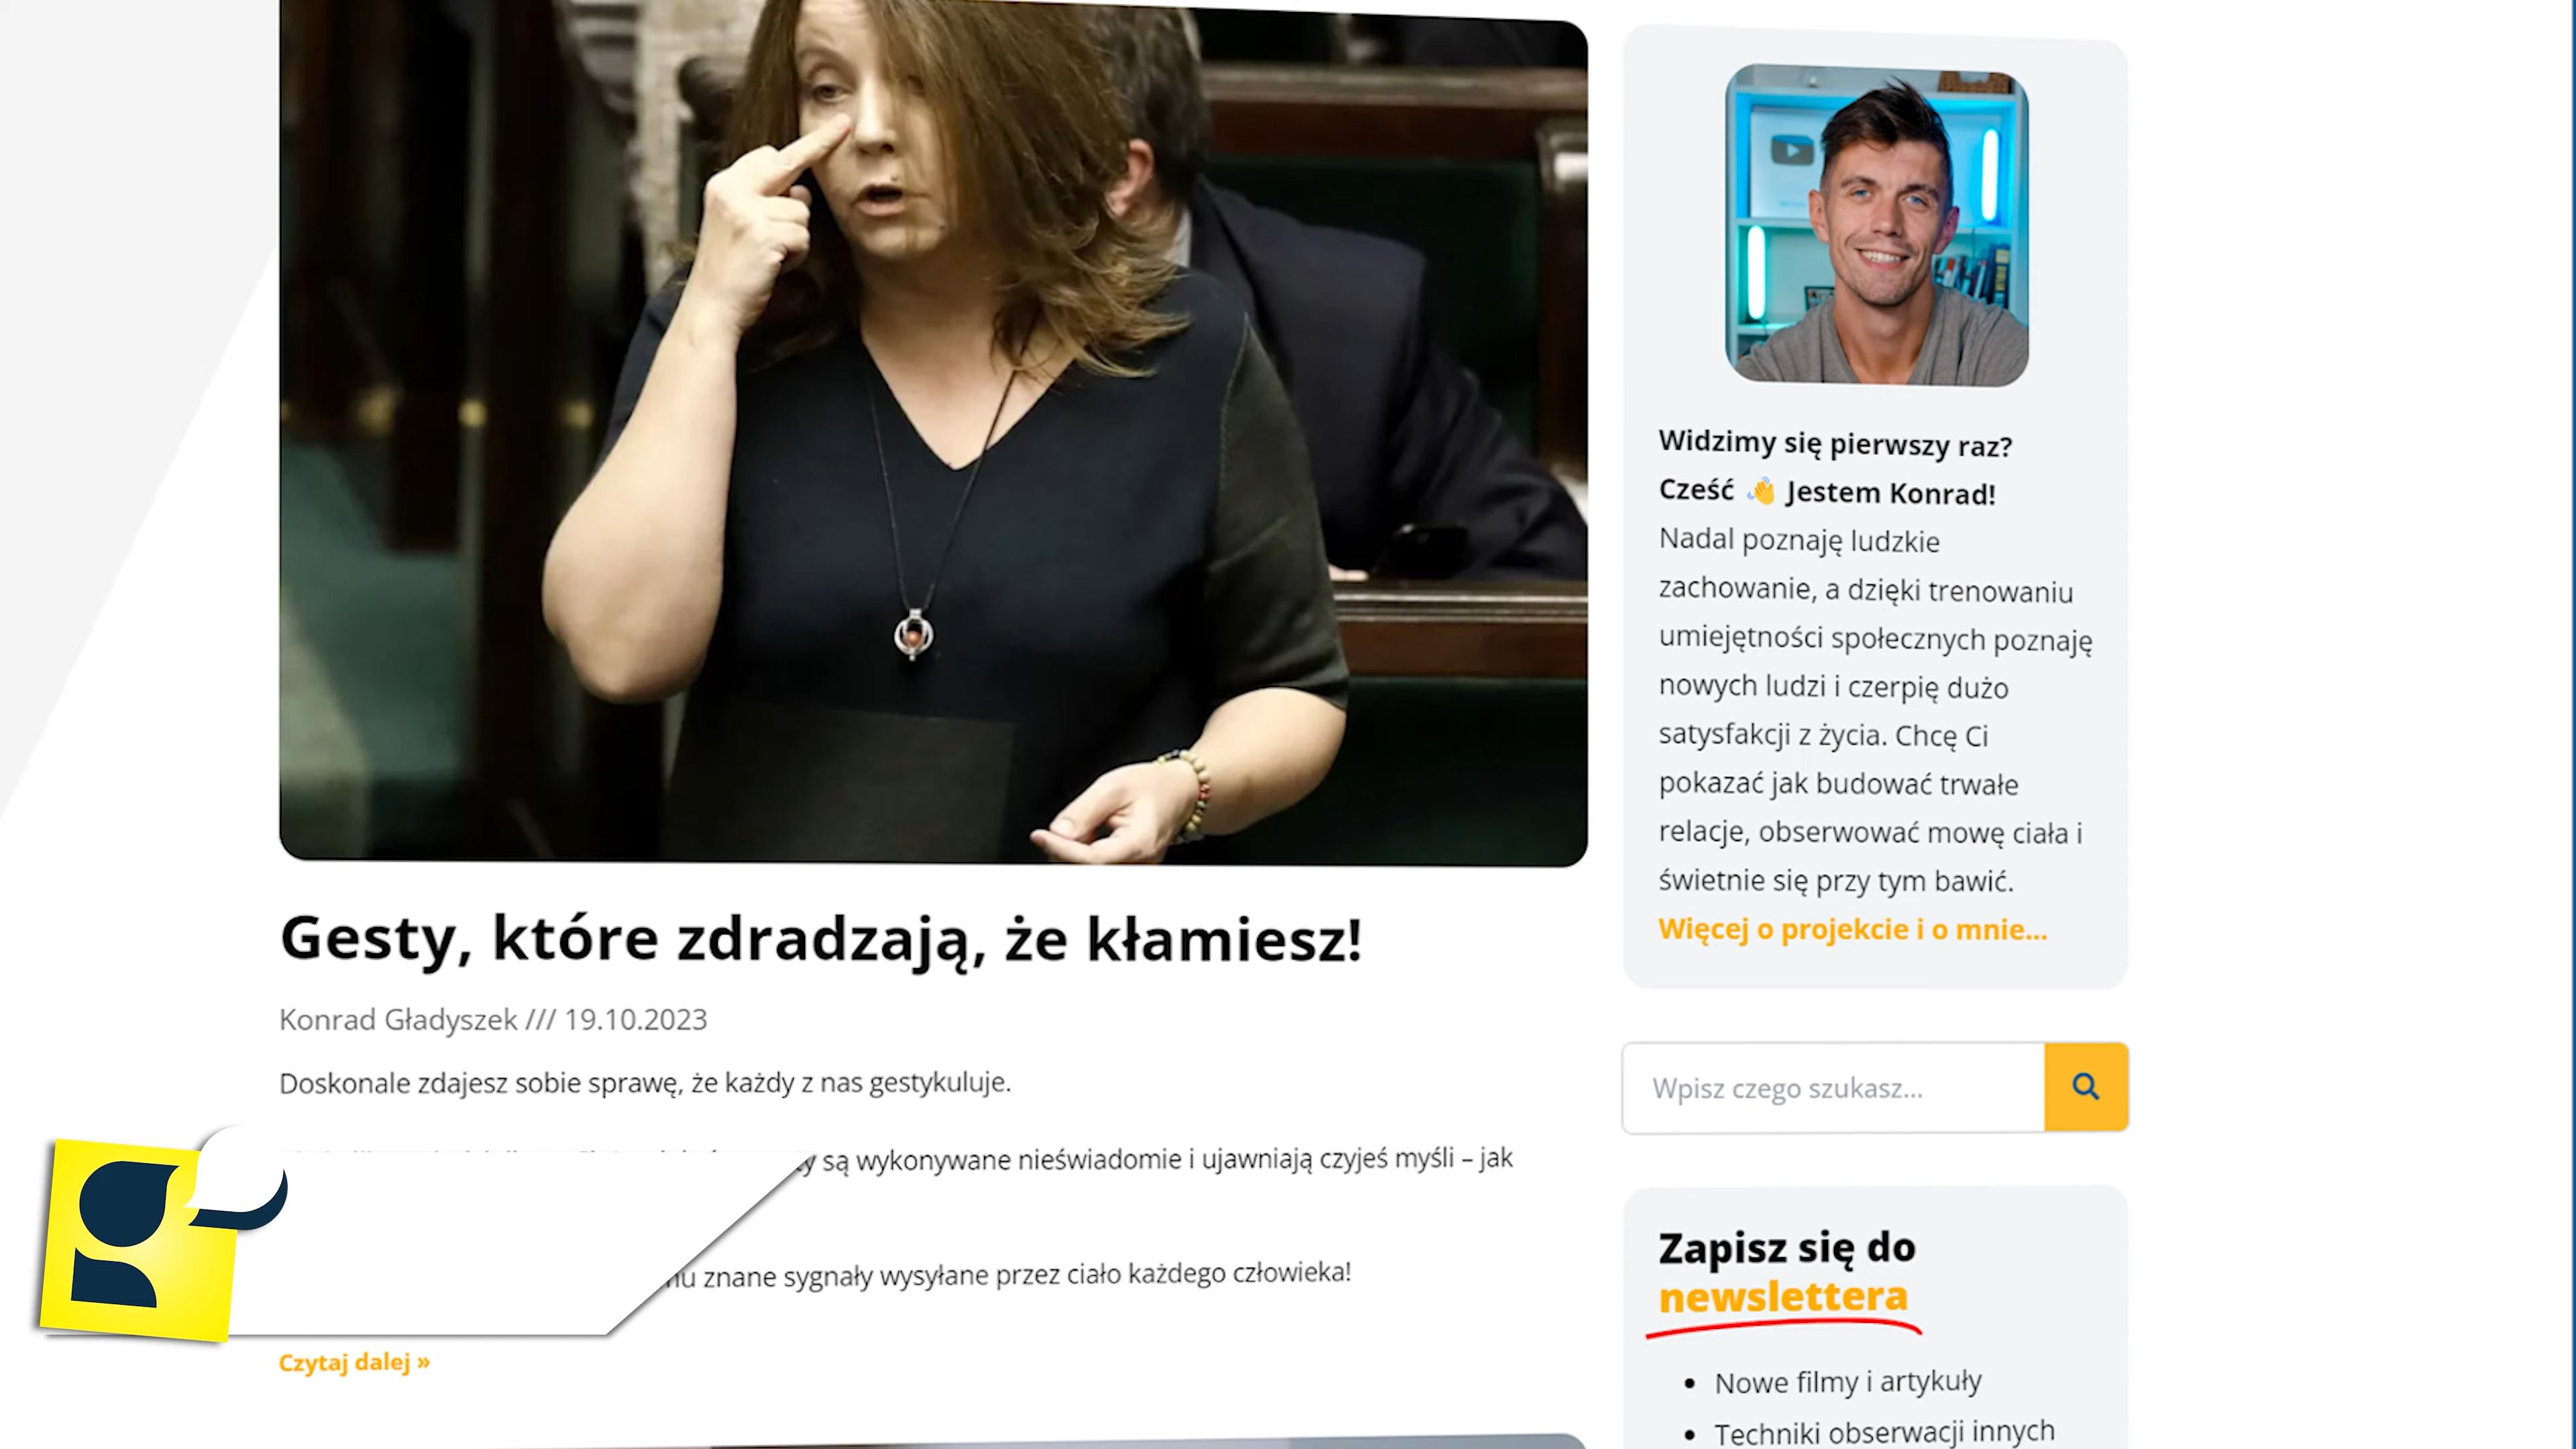 Gesty, które zdradzają, że kłamiesz!
Konrad Gładyszek /// 19.10.2023
Doskonale zdajesz sobie sprawę, że każdy z nas gestykuluje.
są wykonywane nieświadomie i ujawniają czyjeś myśli – jak
znane sygnały wysyłane przez ciało każdego człowieka!
Czytaj dalej »
Widzimy się pierwszy raz?
Cześć 👋 Jestem Konrad!
Nadal poznaję ludzkie
zachowanie, a dzięki trenowaniu
umiejętności społecznych poznaję
nowych ludzi i czerpię dużo
satysfakcji z życia. Chcę Ci
pokazać jak budować trwałe
relacje, obserwować mowę ciała i
świetnie się przy tym bawić.
Więcej o projekcie i o mnie...
Wpisz czego szukasz...
Zapisz się do
newslettera
• Nowe filmy i artykuły
• Techniki obserwacji innych